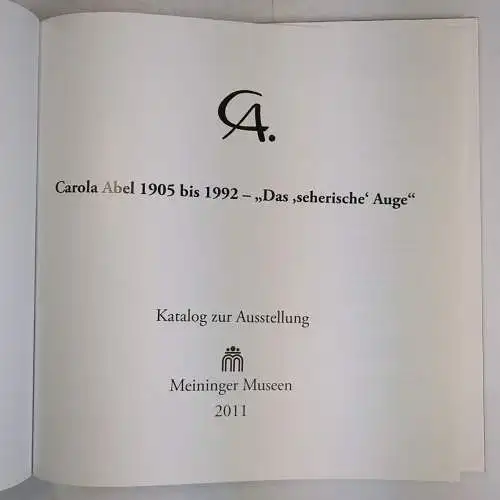 CA.
Carola Abel 1905 bis 1992 – „Das ‚seherische‘ Auge“
Katalog zur Ausstellung
Meininger Museen
2011